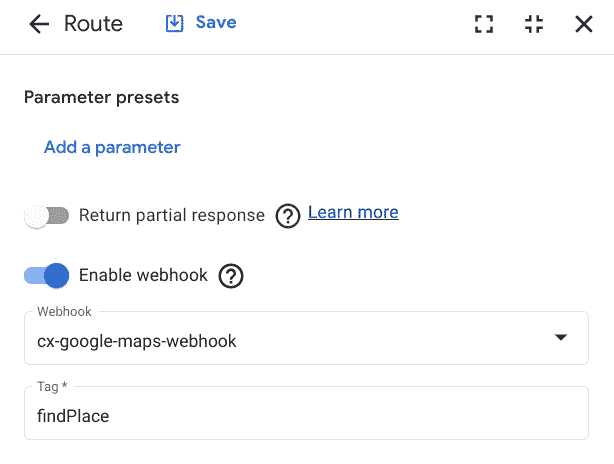 Route Save
Parameter presets
Add a parameter
Return partial response ? Learn more
Enable webhook ?
Webhook
cx-google-maps-webhook
Tag *
findPlace